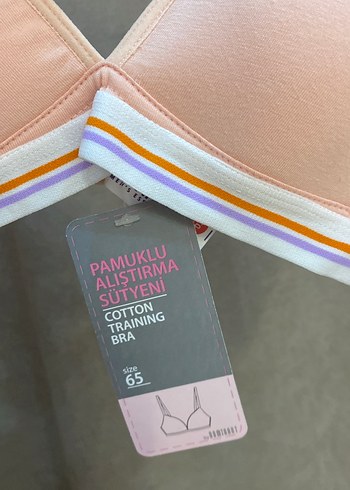 PAMUKLU
ALIŞTIRMA
SÜTYENİ
COTTON
TRAINING
BRA
size
65